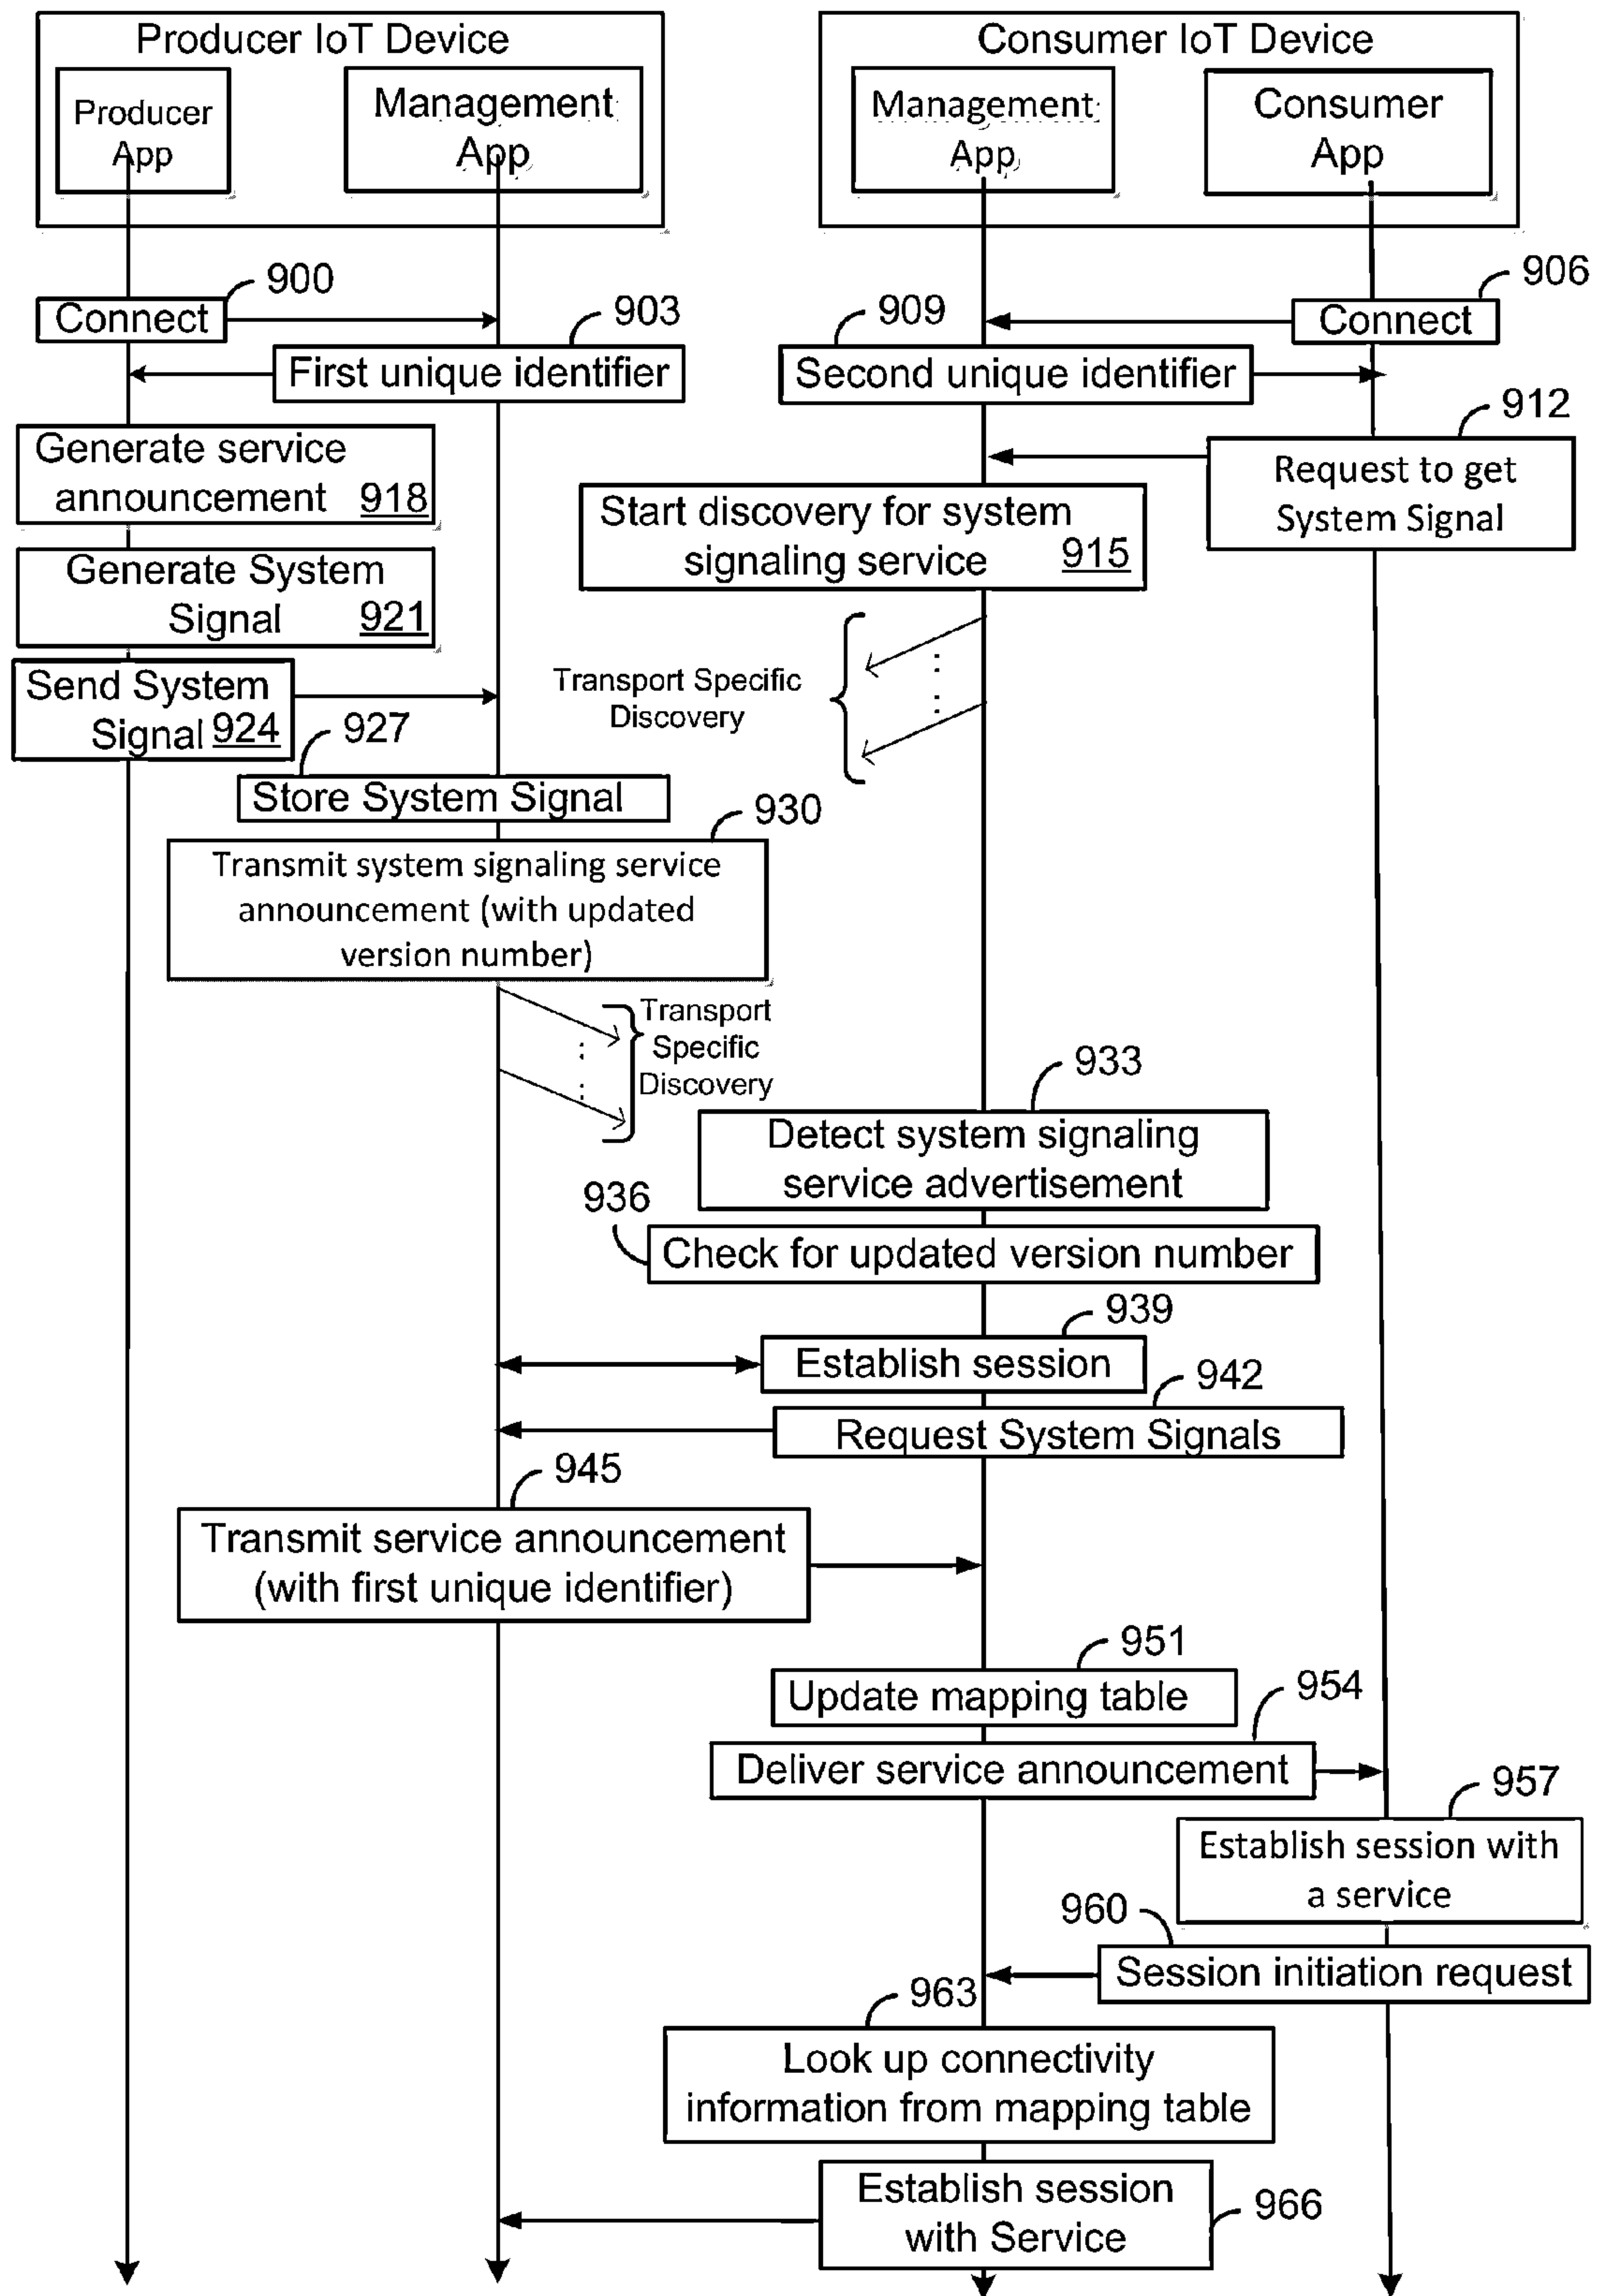 Producer IoT Device
Consumer IoT Device
Producer
App
Management
App
Management
App
Consumer
App
900
906
Connect
903
909
Connect
First unique identifier
Second unique identifier
912
Generate service
announcement 918
Request to get
System Signal
Start discovery for system
signaling service 915
Generate System
Signal 921
Transport Specific
Discovery
Send System
Signal 924
927
Store System Signal
930
Transmit system signaling service
announcement (with updated
version number)
Transport
Specific
Discovery
933
Detect system signaling
service advertisement
936
Check for updated version number
939
Establish session
942
Request System Signals
945
Transmit service announcement
(with first unique identifier)
951
Update mapping table
954
Deliver service announcement
957
Establish session with
a service
960
Session initiation request
963
Look up connectivity
information from mapping table
Establish session
with Service
966